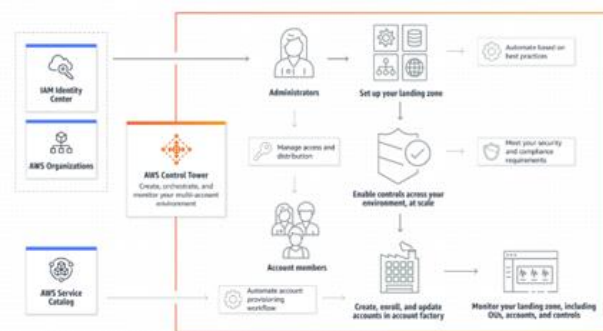 IAM Identity
Center
AWS Organizations
AWS Control Tower
Create, orchestrate, and
monitor your multi-account
environment
AWS Service
Catalog
Administrators
Manage access and
distribution
Account members
Automate account
provisioning
workflow
Set up your landing zone
Automate based on
best practices
Enable controls across your
environment, at scale
Meet your security
and compliance
requirements
Create, enroll, and update
accounts in account factory
Monitor your landing zone, including
OUs, accounts, and controls